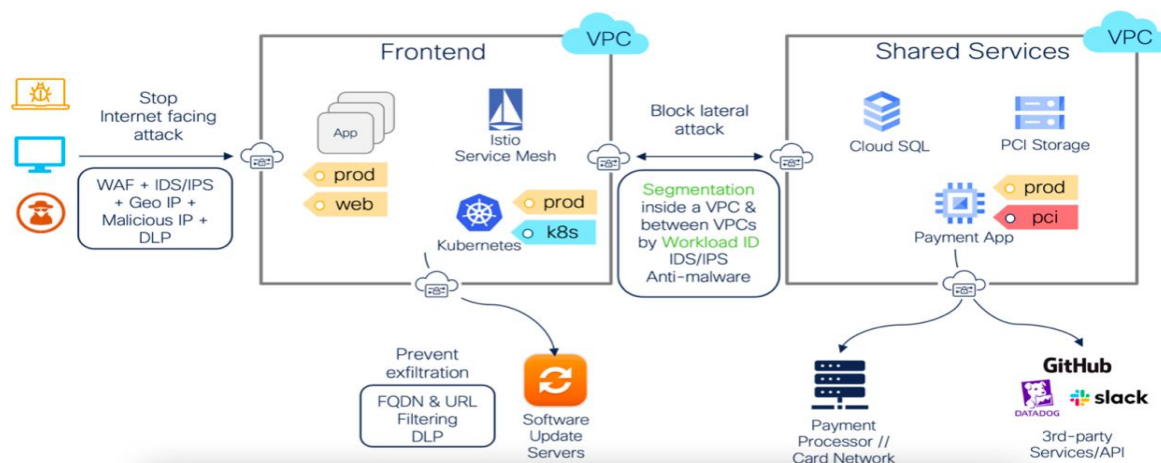 VPC
Frontend
VPC
Shared Services
Stop
Internet facing
attack
App
Istio
Service Mesh
Block lateral
attack
Cloud SQL
PCI Storage
WAF + IDS/IPS
+ Geo IP +
Malicious IP +
DLP
prod
web
prod
k8s
Kubernetes
Segmentation
inside a VPC &
between VPCs
by Workload ID
IDS/IPS
Anti-malware
prod
pci
Payment App
Prevent
exfiltration
FQDN & URL
Filtering
DLP
Software
Update
Servers
Payment
Processor //
Card Network
GitHub
DATADOG
slack
3rd-party
Services/API